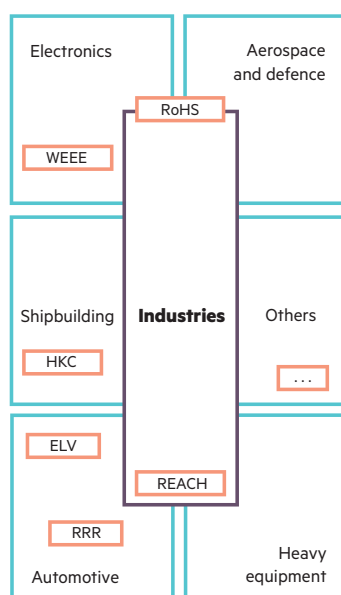 Electronics
Aerospace
and defence
RoHS
WEEE
Shipbuilding
Industries
Others
HKC
...
ELV
REACH
RRR
Automotive
Heavy
equipment